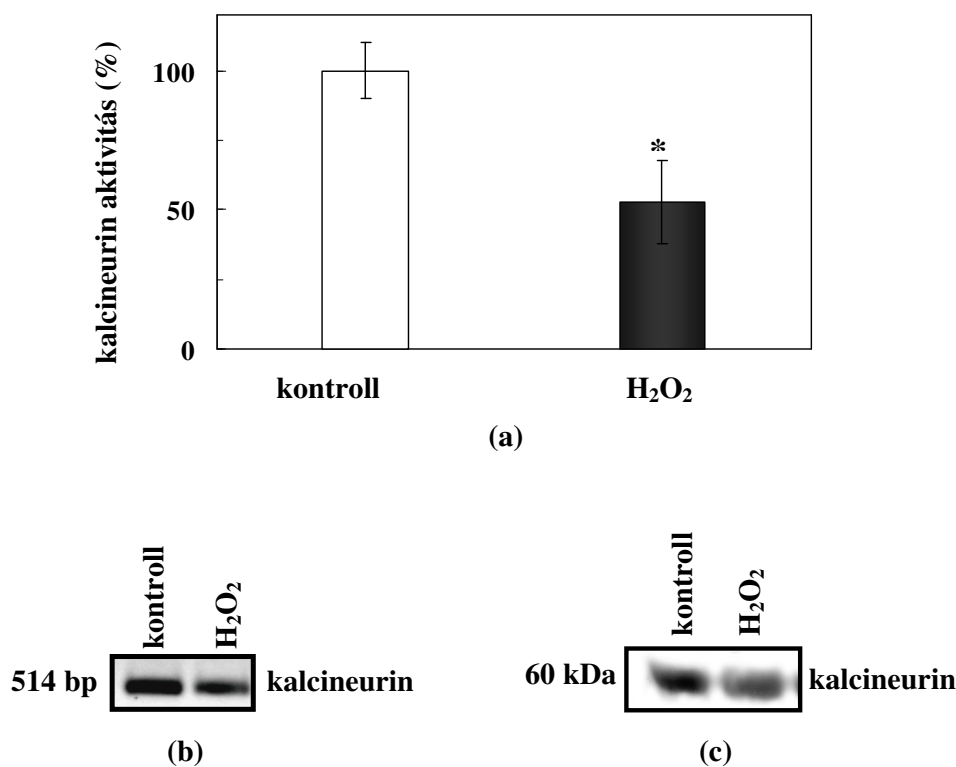 kalcineurin aktivitás (%)
100
50
0
*
kontroll
H₂O₂
(a)
kontroll
H₂O₂
514 bp
kalcineurin
(b)
kontroll
H₂O₂
60 kDa
kalcineurin
(c)